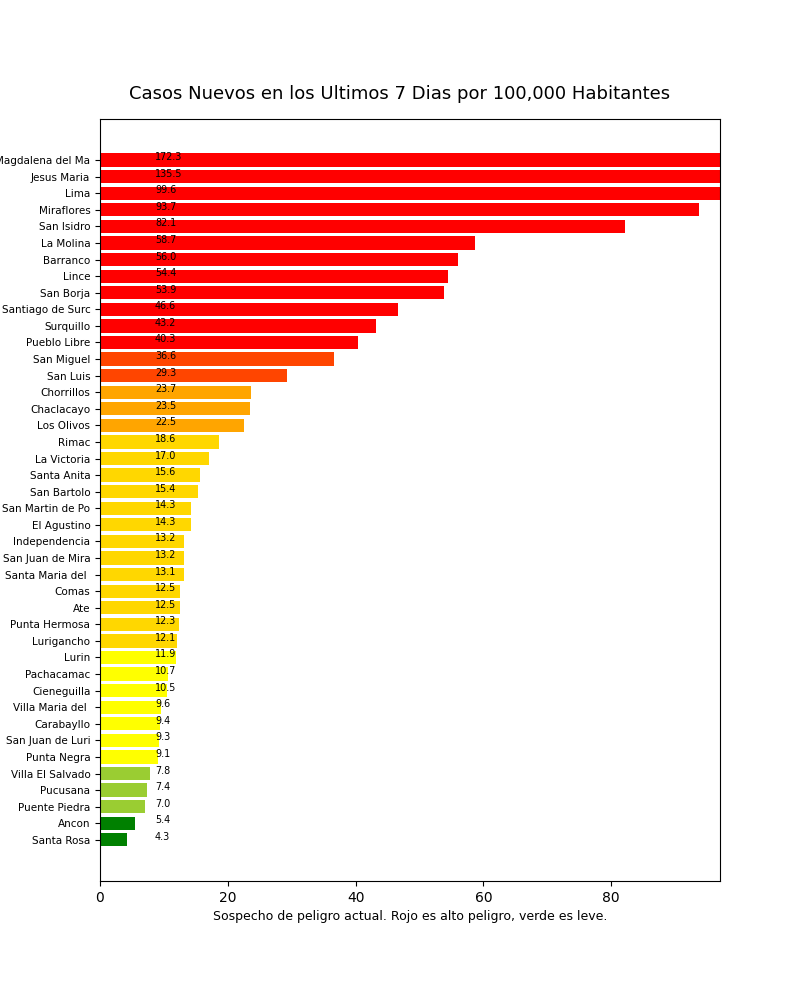 Casos Nuevos en los Ultimos 7 Dias por 100,000 Habitantes
Magdalena del Ma 172.3
Jesus Maria 135.5
Lima 99.6
Miraflores 93.7
San Isidro 82.1
La Molina 58.7
Barranco 56.0
Lince 54.4
San Borja 53.9
Santiago de Surc 46.6
Surquillo 43.2
Pueblo Libre 40.3
San Miguel 36.6
San Luis 29.3
Chorrillos 23.7
Chaclacayo 23.5
Los Olivos 22.5
Rimac 18.6
La Victoria 17.0
Santa Anita 15.6
San Bartolo 15.4
San Martin de Po 14.3
El Agustino 14.3
Independencia 13.2
San Juan de Mira 13.2
Santa Maria del 13.1
Comas 12.5
Ate 12.5
Punta Hermosa 12.3
Lurigancho 12.1
Lurin 11.9
Pachacamac 10.7
Cieneguilla 10.5
Villa Maria del 9.6
Carabayllo 9.4
San Juan de Luri 9.3
Punta Negra 9.1
Villa El Salvado 7.8
Pucusana 7.4
Puente Piedra 7.0
Ancon 5.4
Santa Rosa 4.3
0 20 40 60 80
Sospecho de peligro actual. Rojo es alto peligro, verde es leve.